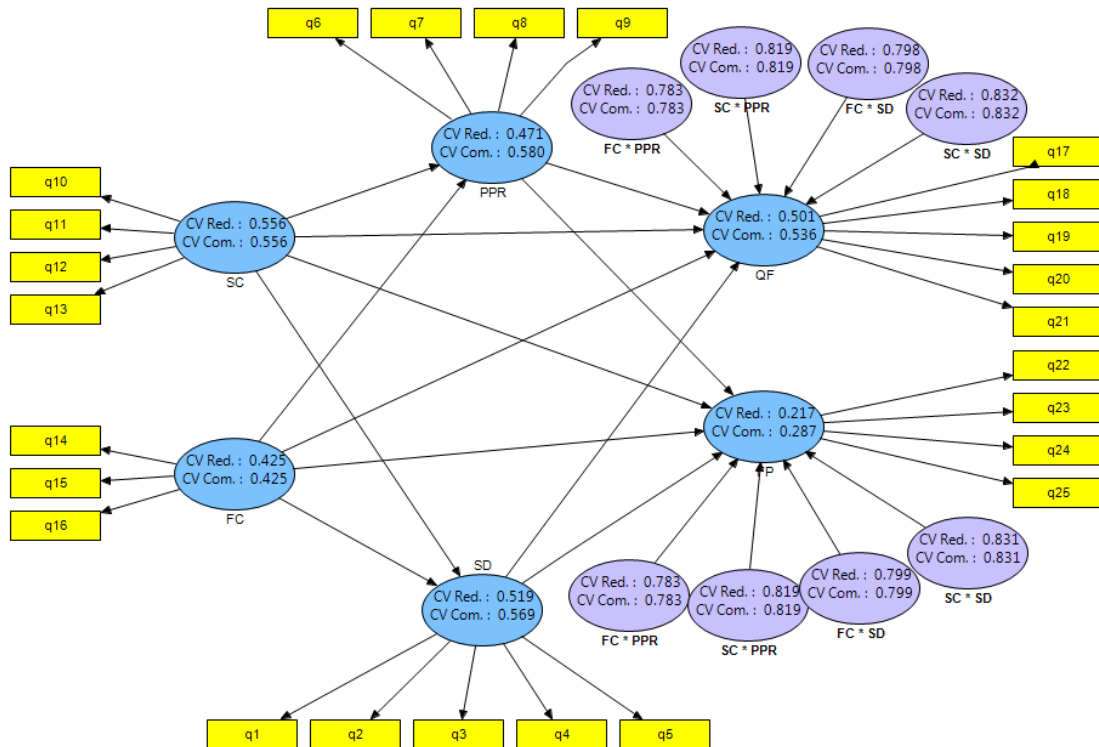 q6
q7
q8
q9
CV Red. : 0.819
CV Com. : 0.819
SC * PPR
CV Red. : 0.798
CV Com. : 0.798
FC * SD
CV Red. : 0.783
CV Com. : 0.783
FC * PPR
CV Red. : 0.832
CV Com. : 0.832
SC * SD
CV Red. : 0.471
CV Com. : 0.580
PPR
q10
q11
q12
q13
CV Red. : 0.556
CV Com. : 0.556
SC
CV Red. : 0.501
CV Com. : 0.536
QF
q17
q18
q19
q20
q21
q14
q15
q16
CV Red. : 0.425
CV Com. : 0.425
FC
CV Red. : 0.217
CV Com. : 0.287
P
q22
q23
q24
q25
SD
CV Red. : 0.519
CV Com. : 0.569
CV Red. : 0.783
CV Com. : 0.783
FC * PPR
CV Red. : 0.819
CV Com. : 0.819
SC * PPR
CV Red. : 0.799
CV Com. : 0.799
FC * SD
CV Red. : 0.831
CV Com. : 0.831
SC * SD
q1
q2
q3
q4
q5